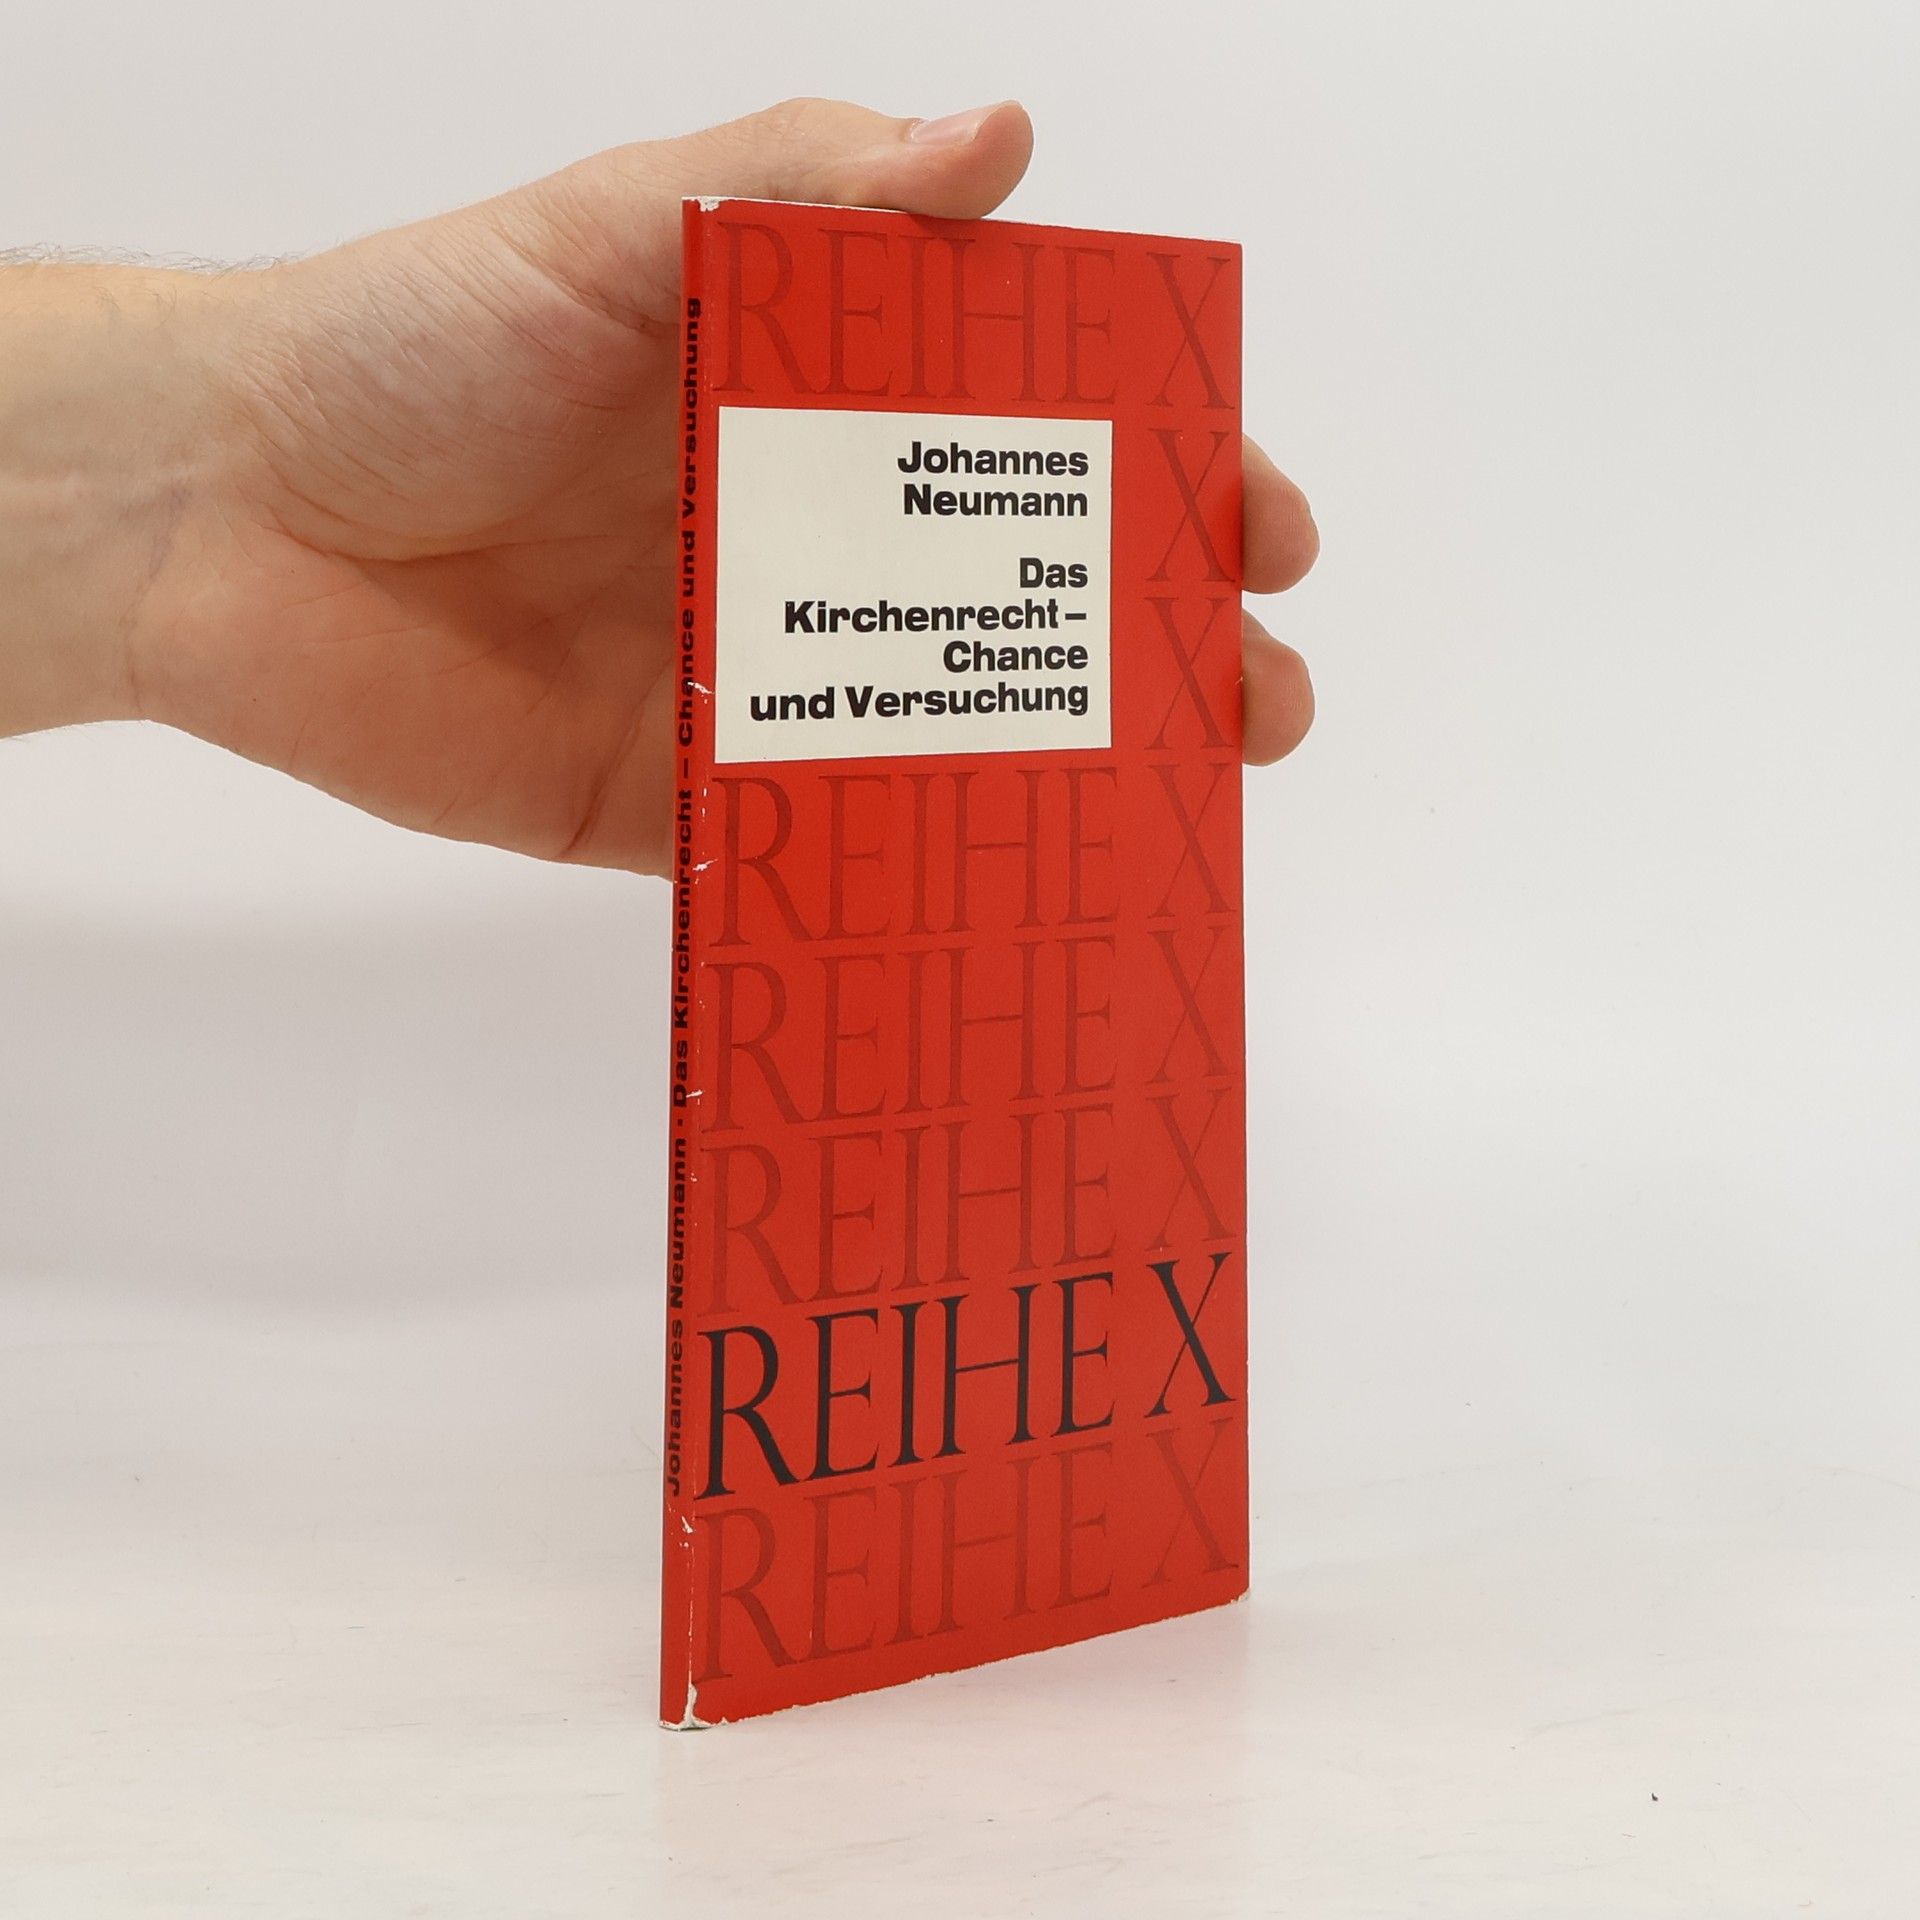 REIHE X
Johannes
Neumann
X
Das
Kirchenrecht –
Chance
und Versuchung
X
REIHE X
REIHE X
REIHE X
REIHE X
REIHE X
Johannes Neumann · Das Kirchenrecht – Chance und Versuchung